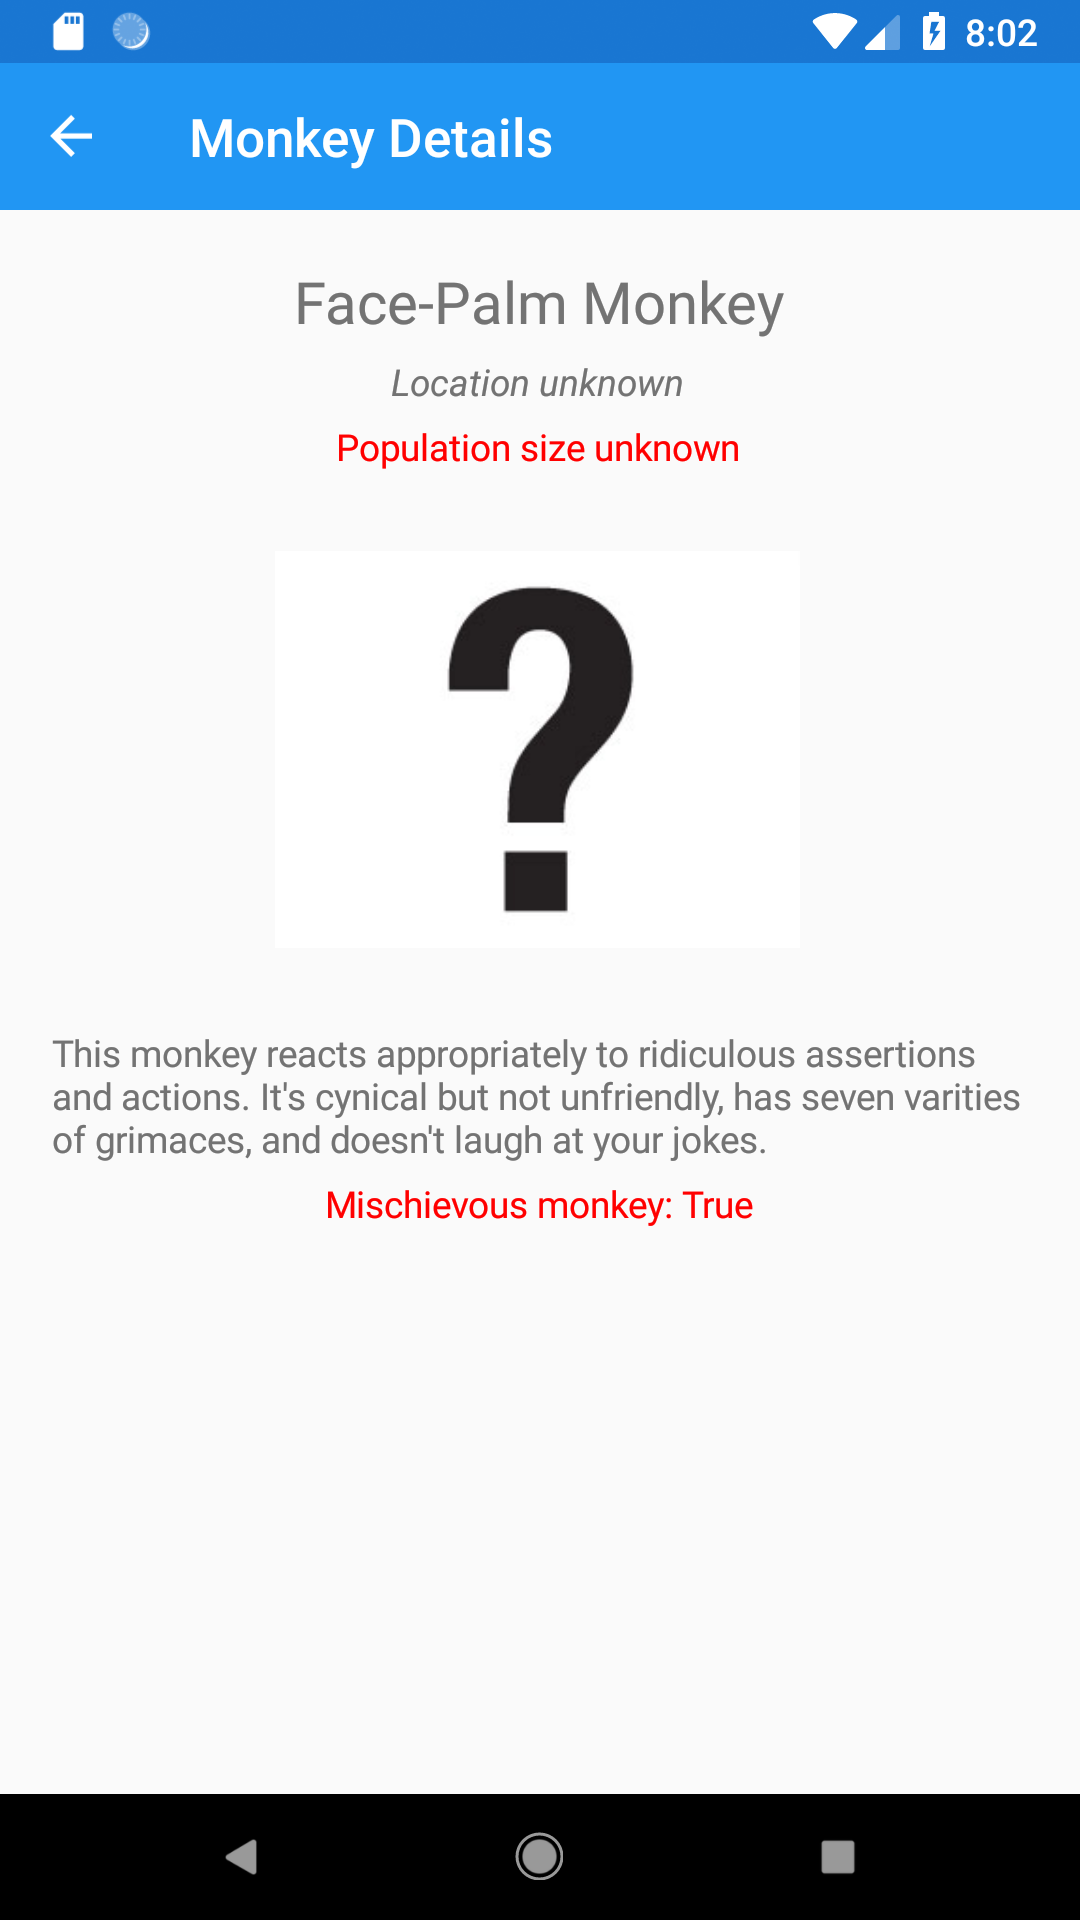 8:02
Monkey Details
Face-Palm Monkey
Location unknown
Population size unknown
?
This monkey reacts appropriately to ridiculous assertions
and actions. It's cynical but not unfriendly, has seven varities
of grimaces, and doesn't laugh at your jokes.
Mischievous monkey: True